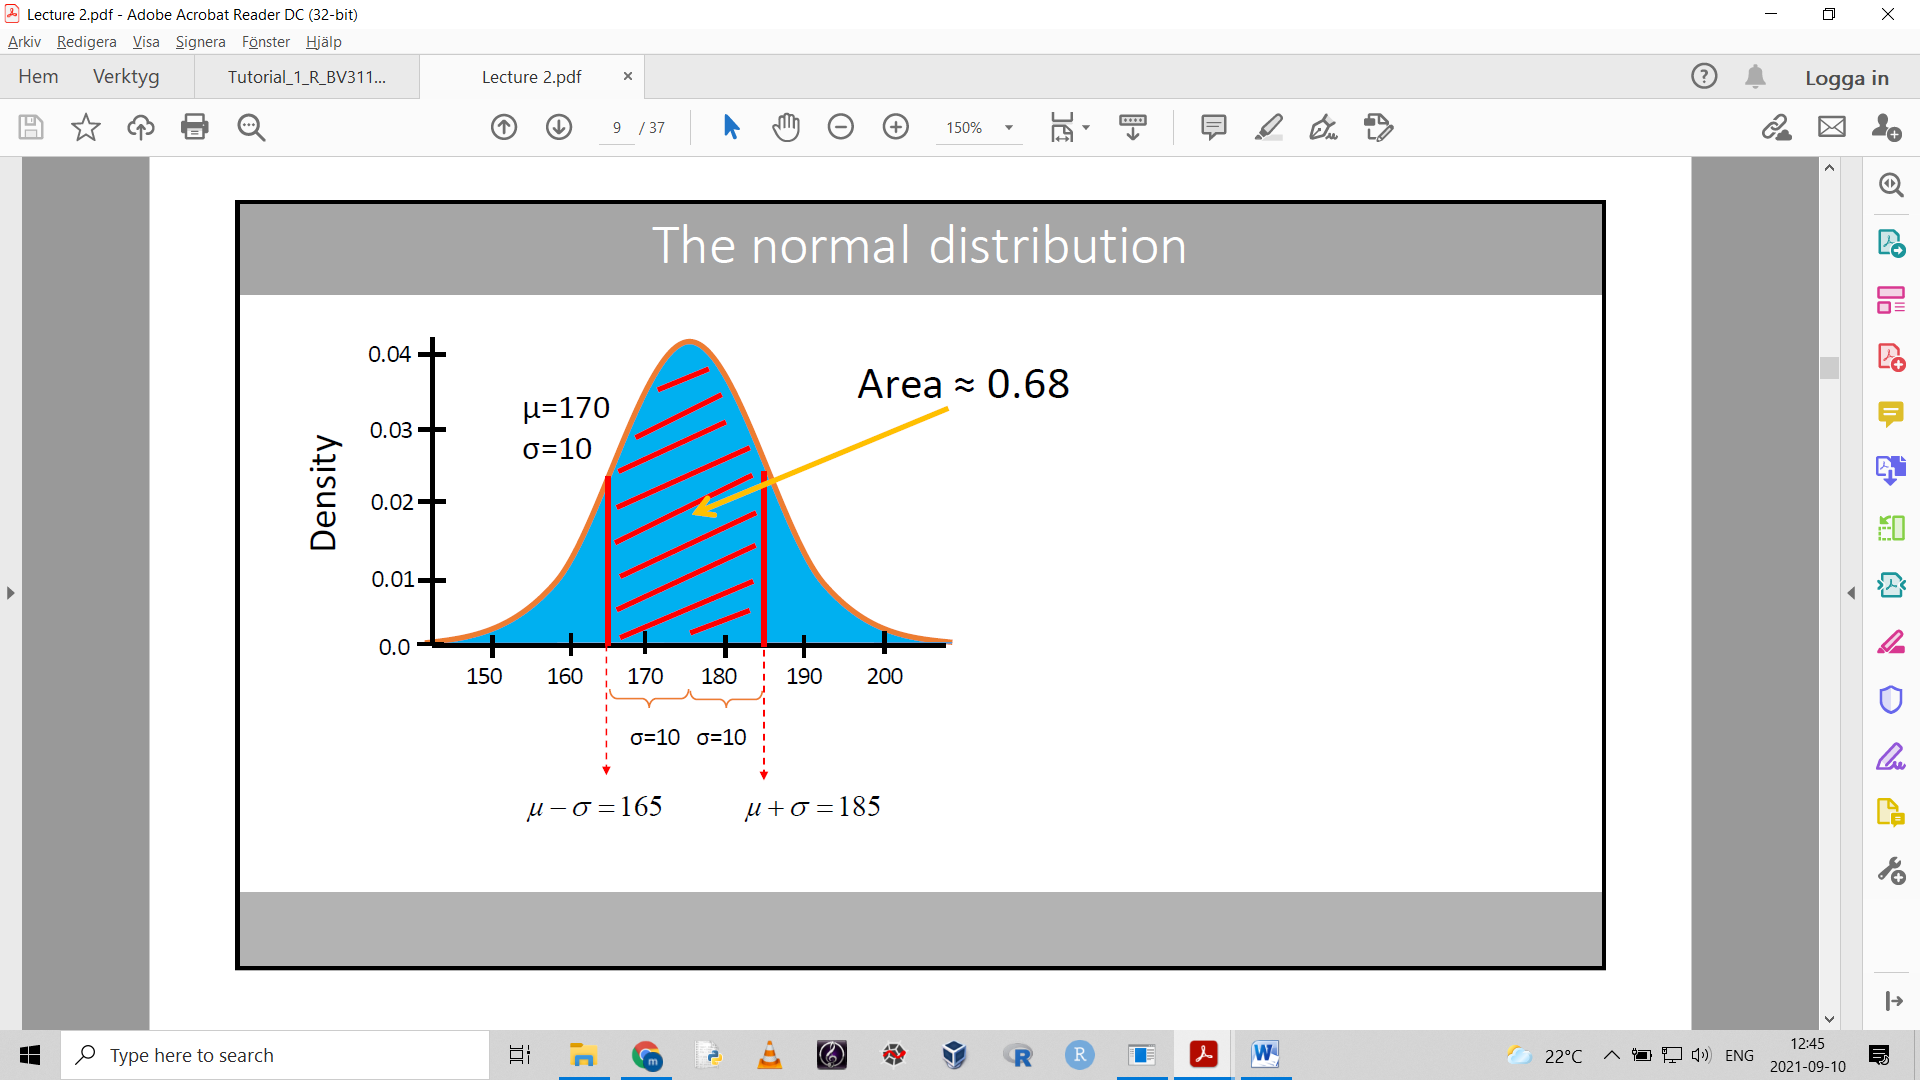 Lecture 2.pdf - Adobe Acrobat Reader DC (32-bit)
Arkiv Redigera Visa Signera Fönster Hjälp
Hem Verktyg Tutorial_1_R_BV311... Lecture 2.pdf × Logga in
9 / 37 150%
The normal distribution
Area ≈ 0.68
μ=170
σ=10
Density
0.04
0.03
0.02
0.01
0.0
150 160 170 180 190 200
σ=10 σ=10
μ − σ = 165 μ + σ = 185
Type here to search
22°C ENG
12:45
2021-09-10